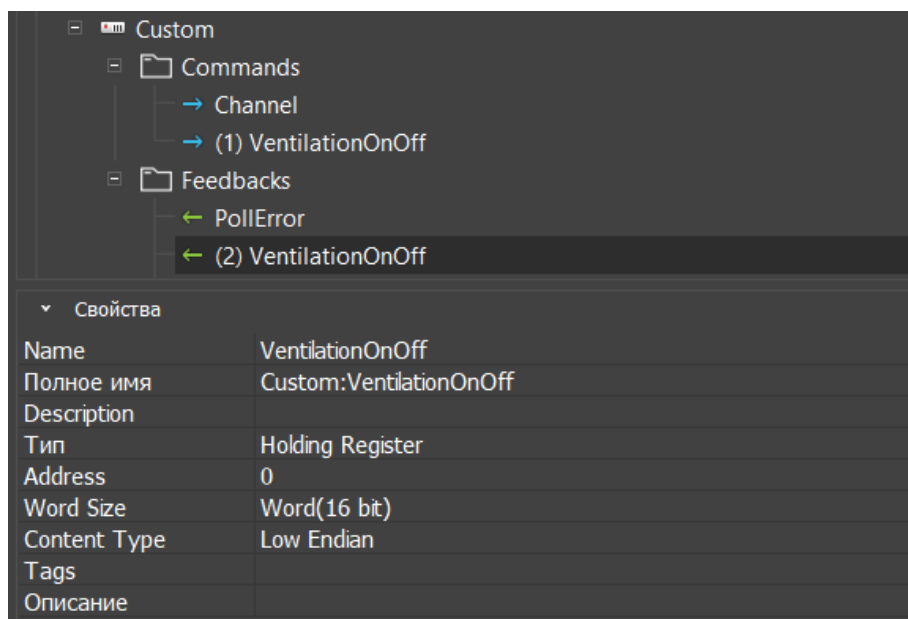 Custom
Commands
Channel
(1) VentilationOnOff
Feedbacks
PollError
(2) VentilationOnOff
Свойства
Name VentilationOnOff
Полное имя Custom:VentilationOnOff
Description
Тип Holding Register
Address 0
Word Size Word(16 bit)
Content Type Low Endian
Tags
Описание